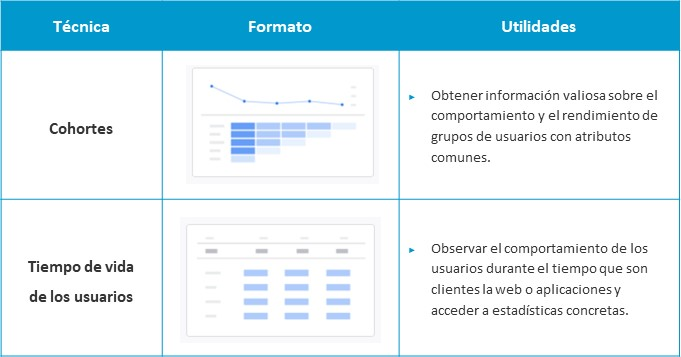 Técnica
Formato
Utilidades
Cohortes
► Obtener información valiosa sobre el
comportamiento y el rendimiento de
grupos de usuarios con atributos
comunes.
Tiempo de vida
de los usuarios
► Observar el comportamiento de los
usuarios durante el tiempo que son
clientes la web o aplicaciones y
acceder a estadísticas concretas.